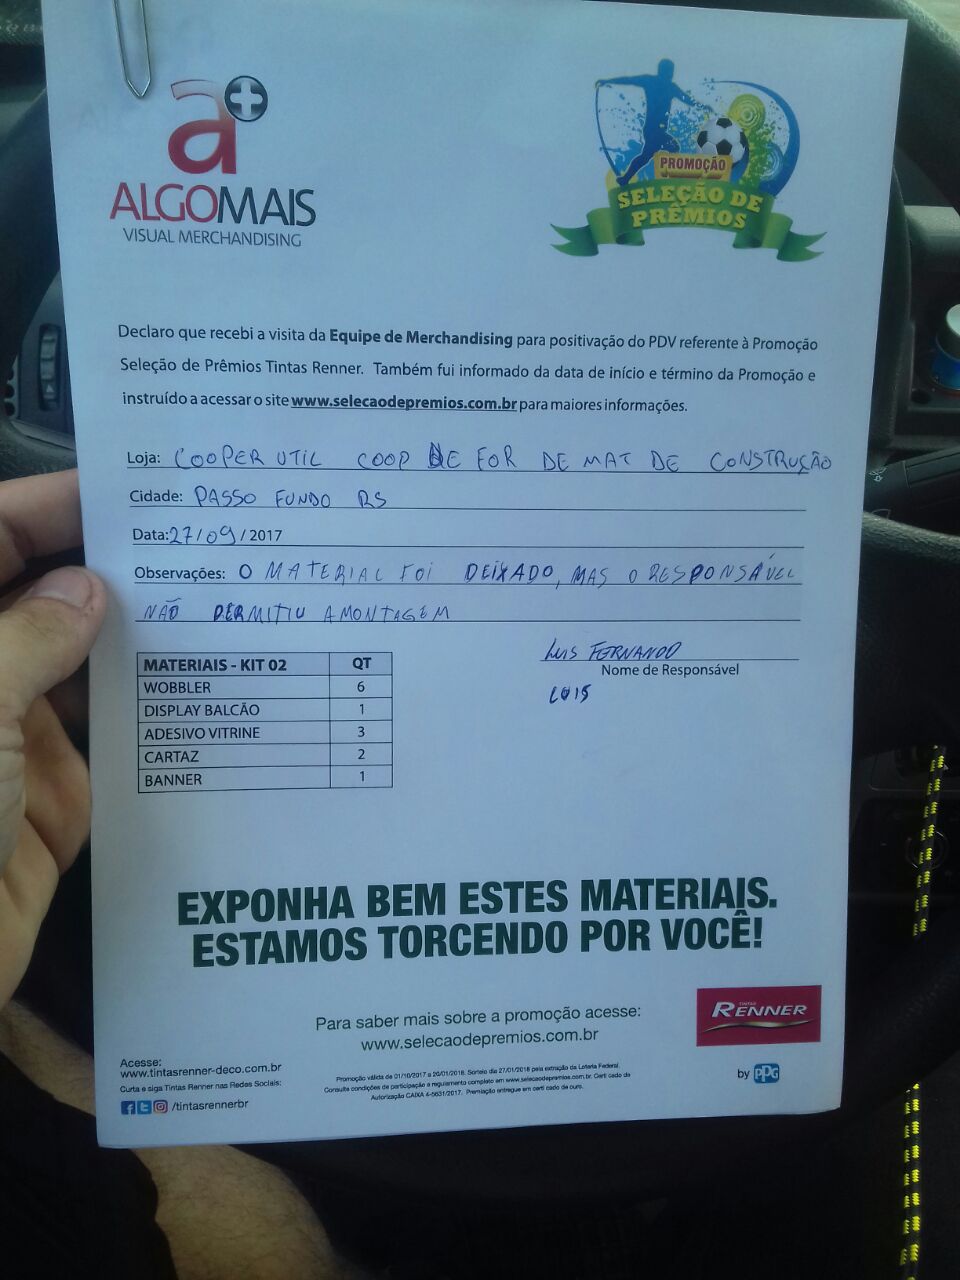 a+
ALGOMAIS
VISUAL MERCHANDISING
PROMOÇÃO
SELEÇÃO DE
PRÊMIOS
Declaro que recebi a visita da Equipe de Merchandising para positivação do PDV referente à Promoção
Seleção de Prêmios Tintas Renner. Também fui informado da data de início e término da Promoção e
instruído a acessar o site www.selecaodepremios.com.br para maiores informações.
Loja: COOPER UTIL COOP DE FOR DE MAT DE CONSTRUÇÃO
Cidade: PASSO FUNDO RS
Data: 27/09/2017
Observações: O MATERIAL FOI DEIXADO, MAS O RESPONSÁVEL
NÃO PERMITIU A MONTAGEM
LUIS FERNANDO
Nome de Responsável
LUIS
MATERIAIS - KIT 02 QT
WOBBLER 6
DISPLAY BALCÃO 1
ADESIVO VITRINE 3
CARTAZ 2
BANNER 1
EXPONHA BEM ESTES MATERIAIS.
ESTAMOS TORCENDO POR VOCÊ!
Para saber mais sobre a promoção acesse:
www.selecaodepremios.com.br
TINTAS
RENNER
by PPG
Acesse:
www.tintasrenner-deco.com.br
Curta e siga Tintas Renner nas Redes Sociais:
/tintasrennerbr
Promoção válida de 01/10/2017 a 20/01/2018. Sorteio dia 27/01/2018 pela extração da Loteria Federal.
Consulte condições de participação e regulamento completo em www.selecaodepremios.com.br. Certi cado de
Autorização CAIXA 4-5631/2017. Premiação entregue em certi cado de ouro.